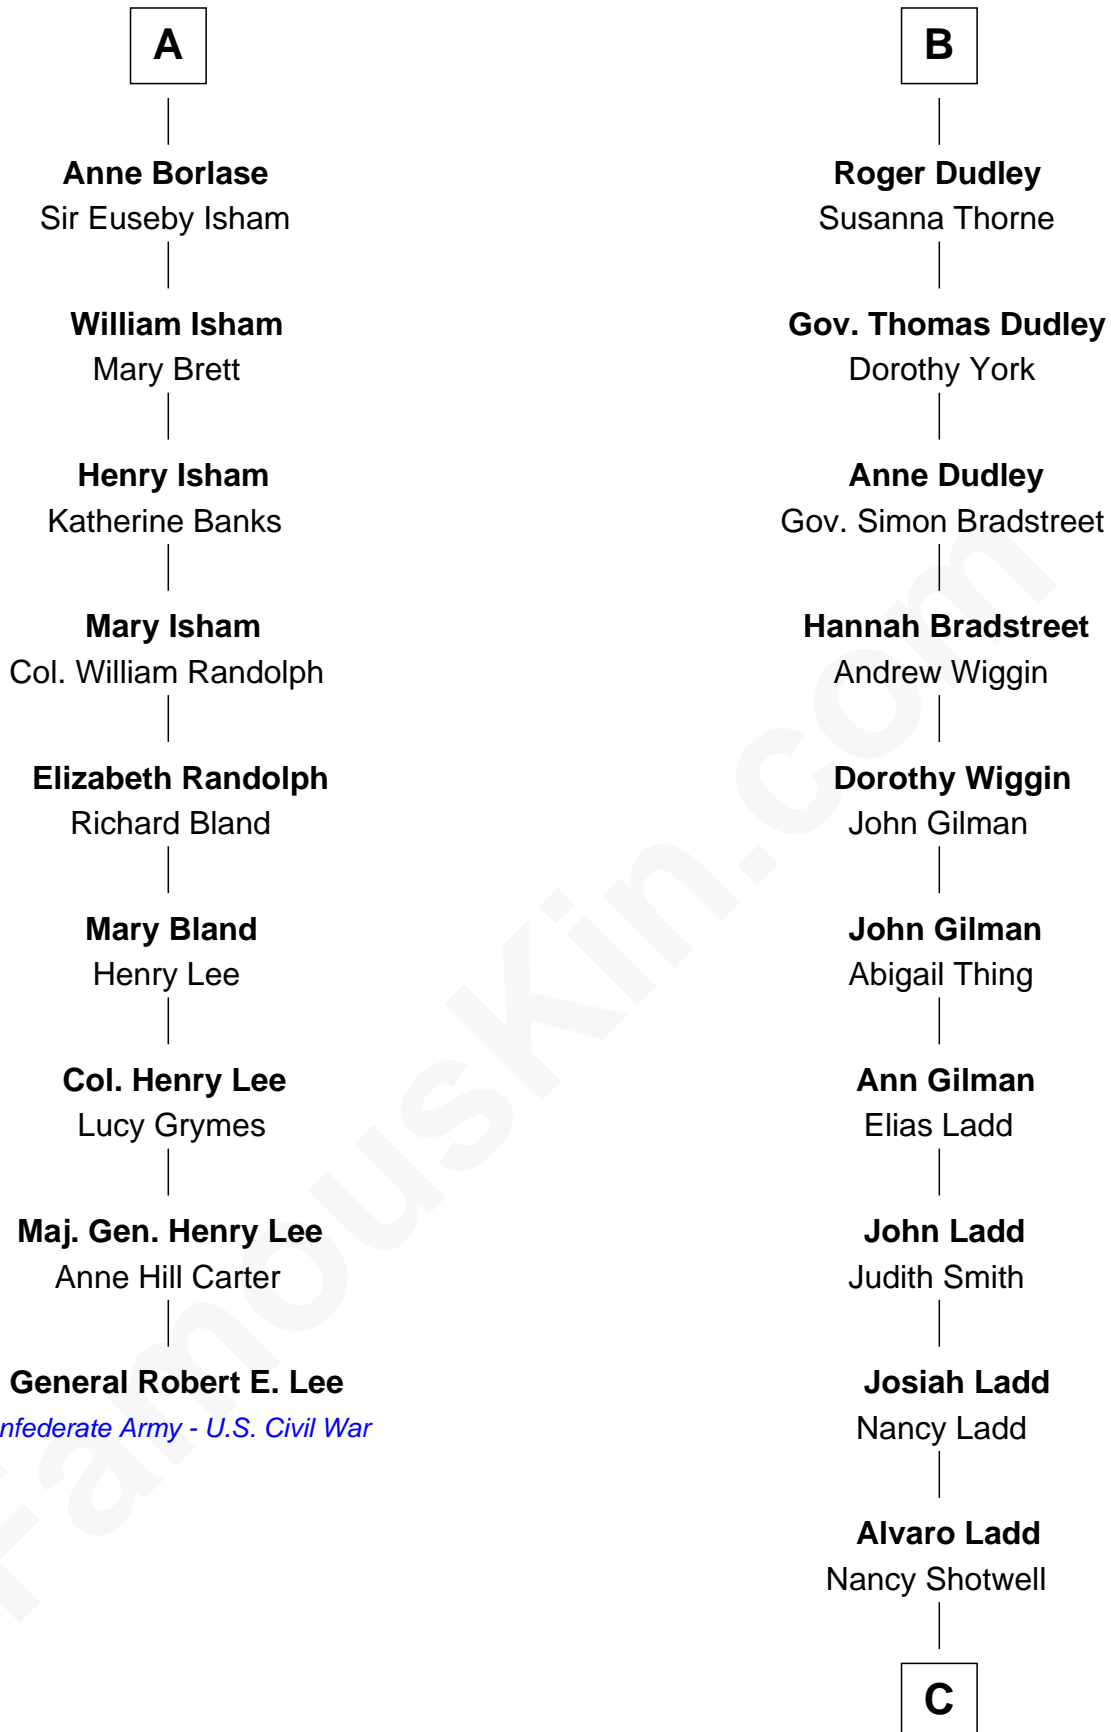 A
Anne Borlase
Sir Euseby Isham
William Isham
Mary Brett
Henry Isham
Katherine Banks
Mary Isham
Col. William Randolph
Elizabeth Randolph
Richard Bland
Mary Bland
Henry Lee
Col. Henry Lee
Lucy Grymes
Maj. Gen. Henry Lee
Anne Hill Carter
General Robert E. Lee
nfederate Army - U.S. Civil War
B
Roger Dudley
Susanna Thorne
Gov. Thomas Dudley
Dorothy York
Anne Dudley
Gov. Simon Bradstreet
Hannah Bradstreet
Andrew Wiggin
Dorothy Wiggin
John Gilman
John Gilman
Abigail Thing
Ann Gilman
Elias Ladd
John Ladd
Judith Smith
Josiah Ladd
Nancy Ladd
Alvaro Ladd
Nancy Shotwell
C
FamousKin.com